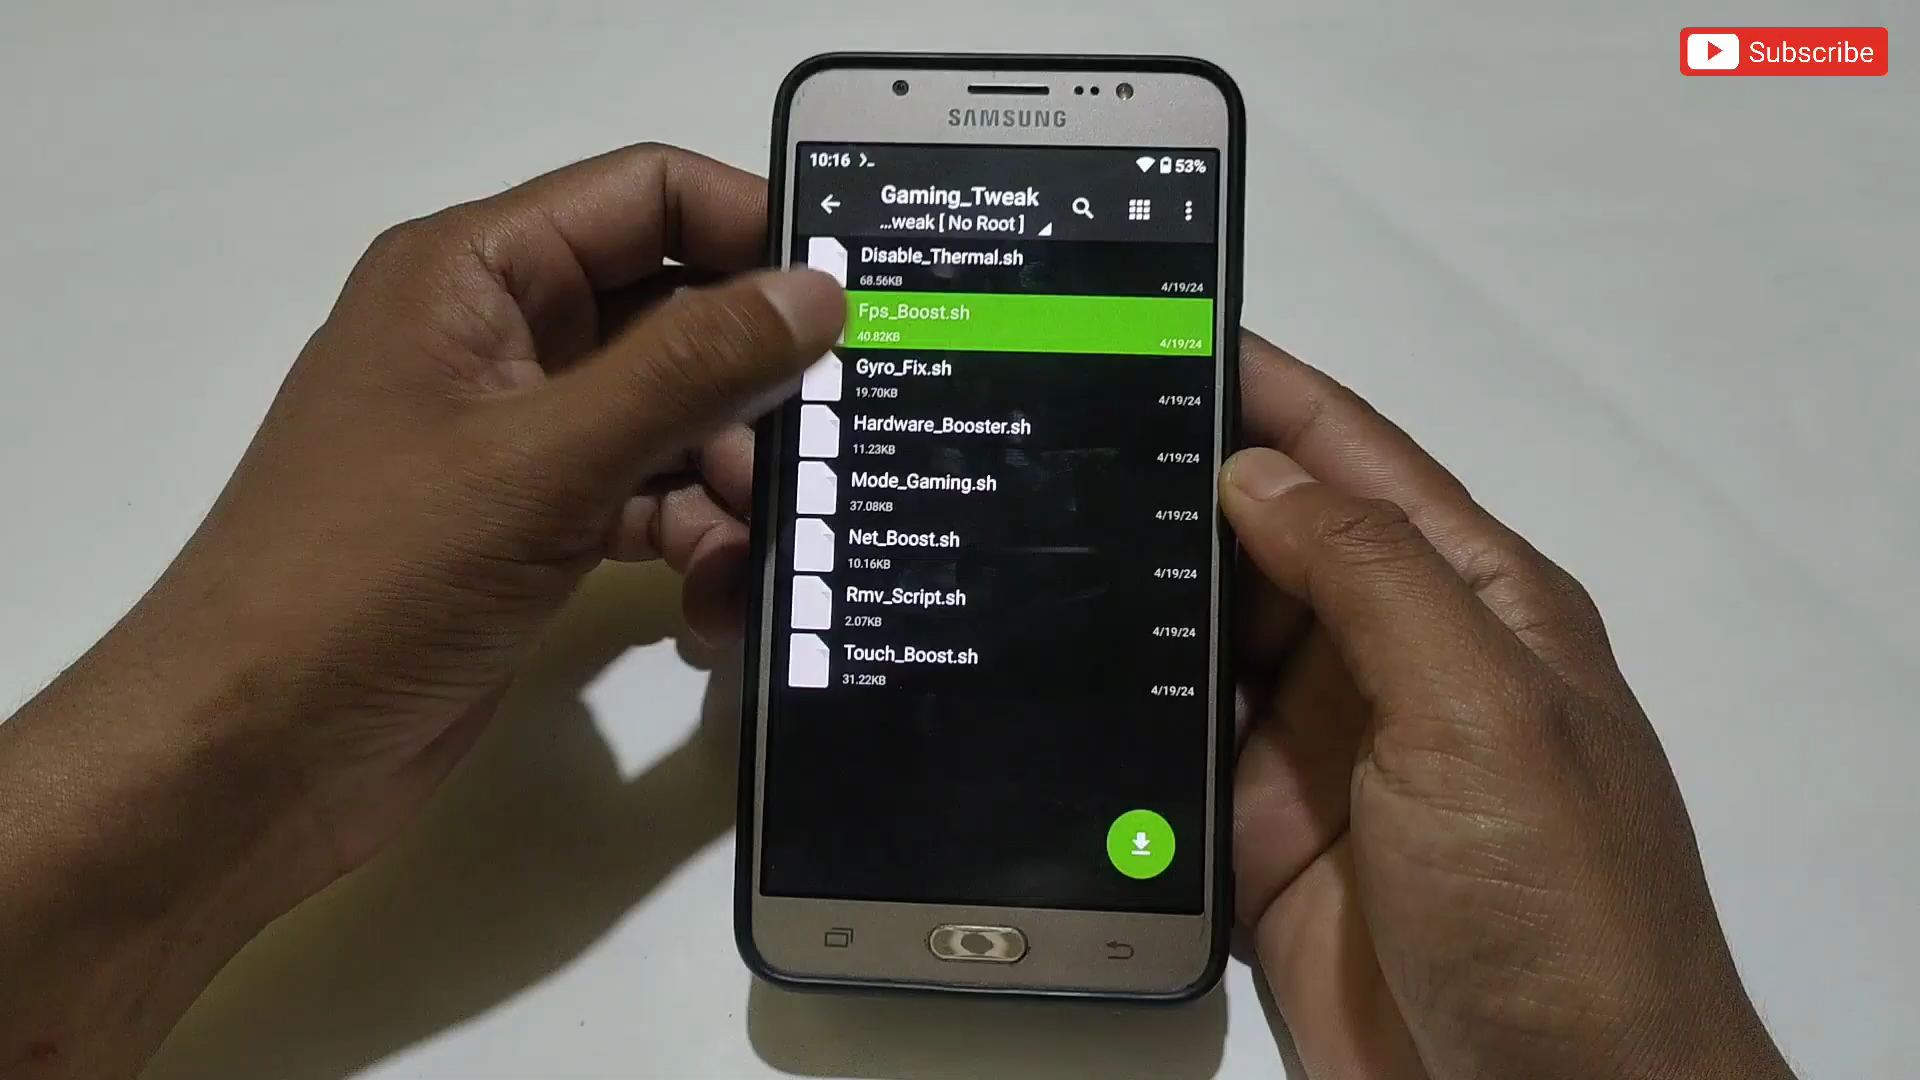 Subscribe
SAMSUNG
10:16 53%
Gaming_Tweak
...weak [ No Root ]
Disable_Thermal.sh
68.56KB 4/19/24
Fps_Boost.sh
40.82KB 4/19/24
Gyro_Fix.sh
19.70KB 4/19/24
Hardware_Booster.sh
11.23KB 4/19/24
Mode_Gaming.sh
37.08KB 4/19/24
Net_Boost.sh
10.16KB 4/19/24
Rmv_Script.sh
2.07KB 4/19/24
Touch_Boost.sh
31.22KB 4/19/24